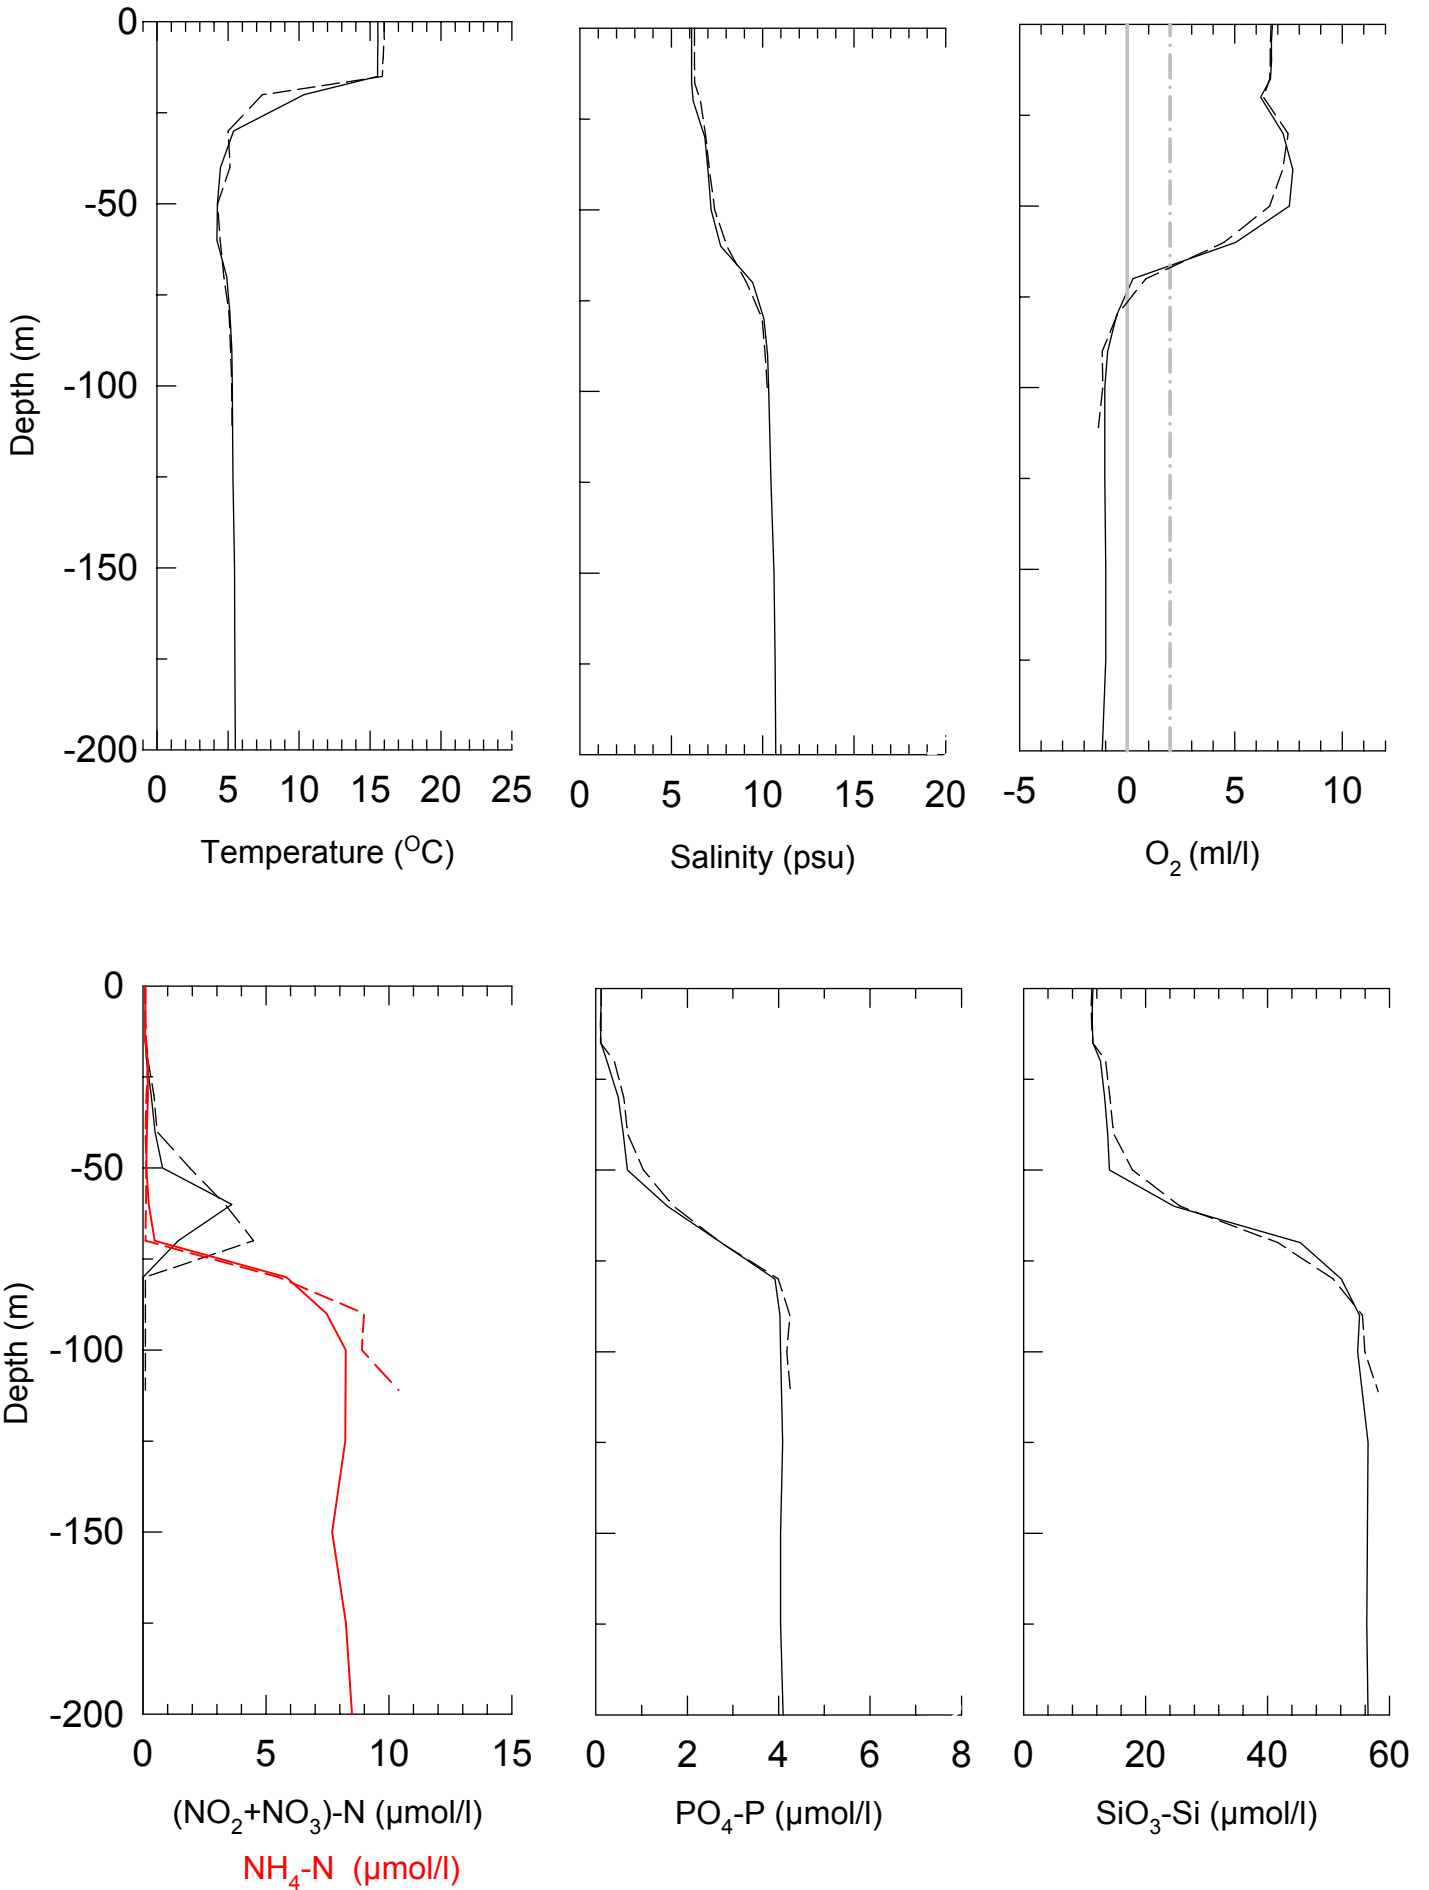 0
-50
-100
-150
-200
Depth (m)
0 5 10 15 20 25
Temperature (°C)
0 5 10 15 20
Salinity (psu)
-5 0 5 10
O₂ (ml/l)
0
-50
-100
-150
-200
Depth (m)
0 5 10 15
(NO₂+NO₃)-N (µmol/l)
NH₄-N (µmol/l)
0 2 4 6 8
PO₄-P (µmol/l)
0 20 40 60
SiO₃-Si (µmol/l)